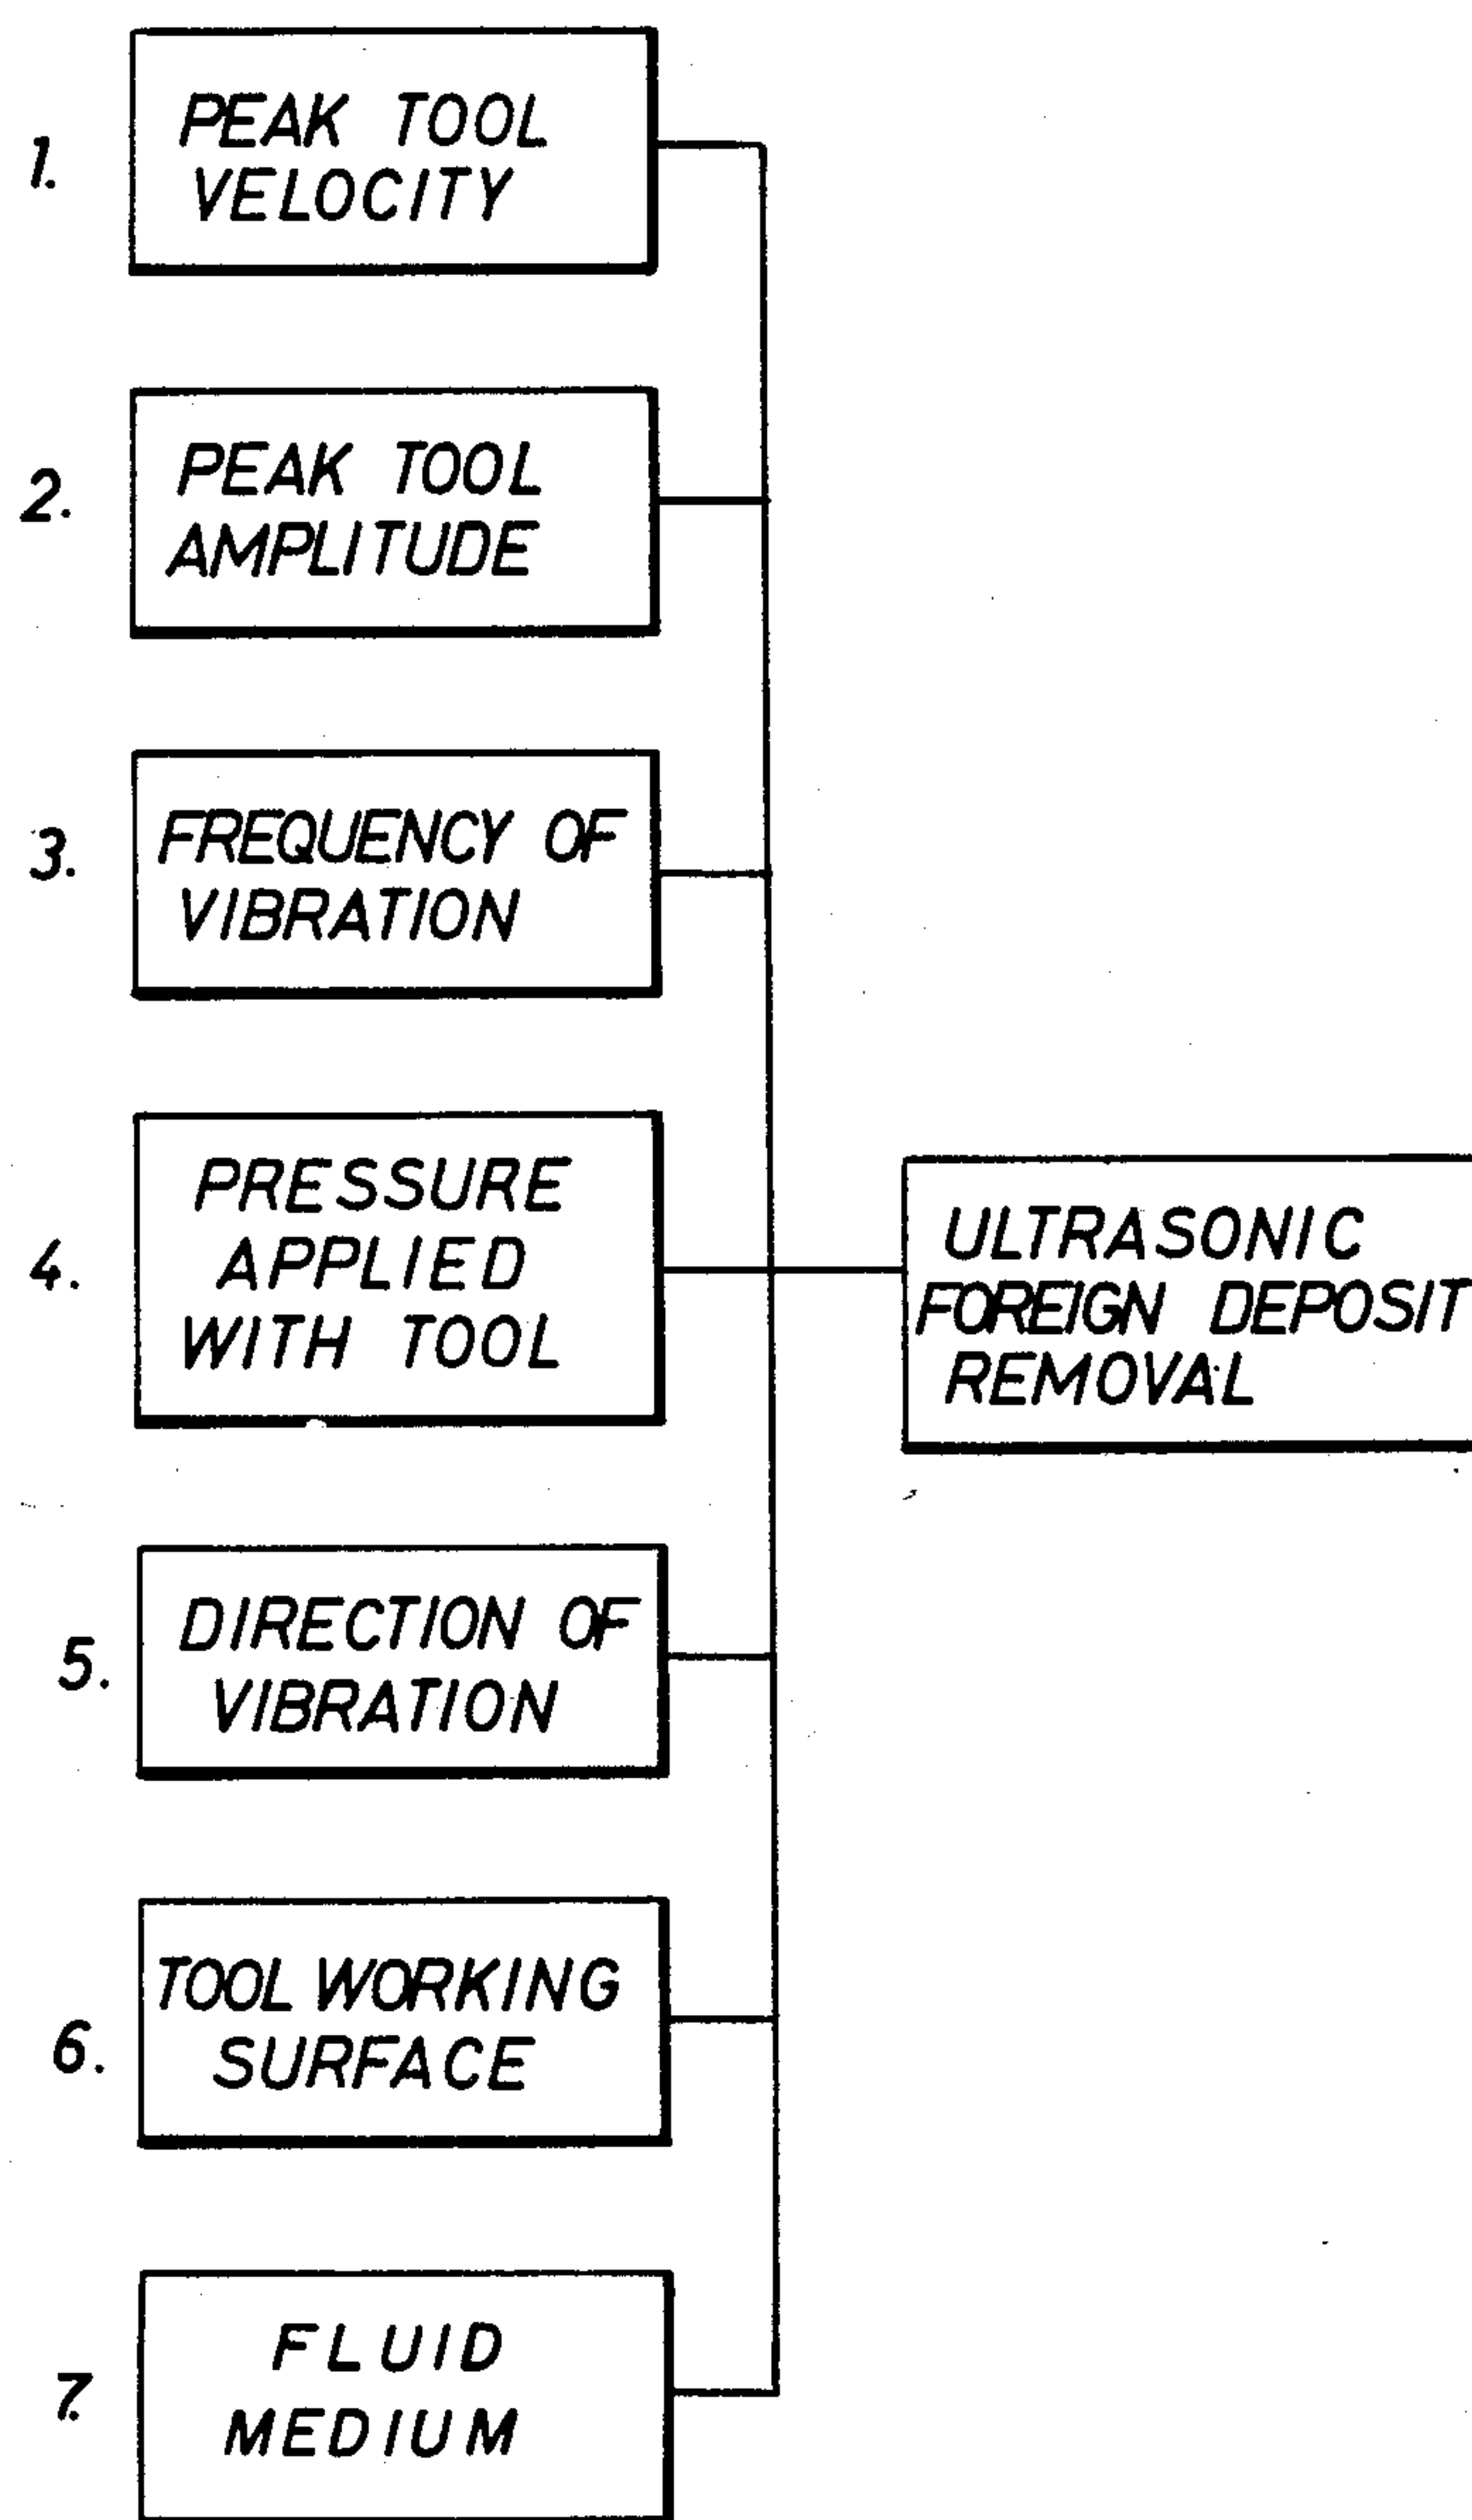 1.
PEAK TOOL
VELOCITY
2.
PEAK TOOL
AMPLITUDE
3.
FREQUENCY OF
VIBRATION
4.
PRESSURE
APPLIED
WITH TOOL
ULTRASONIC
FOREIGN DEPOSIT
REMOVAL
5.
DIRECTION OF
VIBRATION
6.
TOOL WORKING
SURFACE
7.
FLUID
MEDIUM